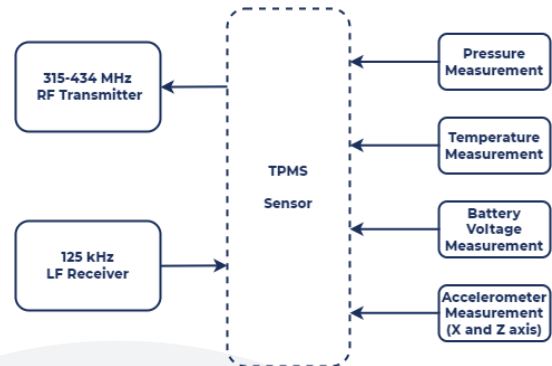 315-434 MHz
RF Transmitter
125 kHz
LF Receiver
TPMS
Sensor
Pressure
Measurement
Temperature
Measurement
Battery
Voltage
Measurement
Accelerometer
Measurement
(X and Z axis)